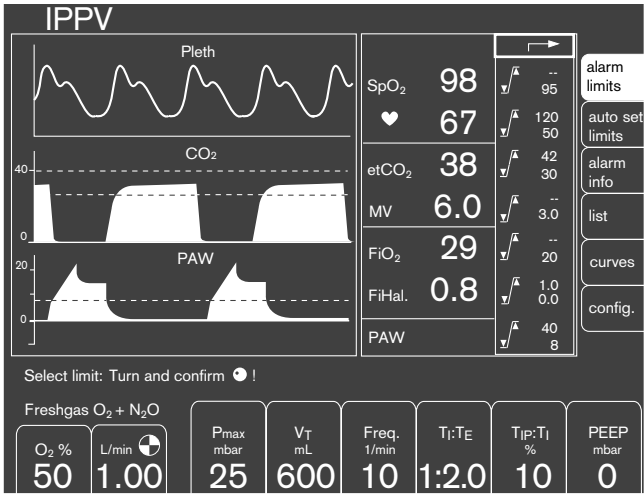 IPPV
Pleth
CO₂
40
0
PAW
20
0
SpO₂ 98 -- 95
67 120 50
etCO₂ 38 42 30
MV 6.0 -- 3.0
FiO₂ 29 -- 20
FiHal. 0.8 1.0 0.0
PAW 40 8
alarm
limits
auto set
limits
alarm
info
list
curves
config.
Select limit: Turn and confirm !
Freshgas O₂ + N₂O
O₂ % 50
L/min 1.00
Pmax
mbar
25
VT
mL
600
Freq.
1/min
10
TI:TE
1:2.0
TIP:TI
%
10
PEEP
mbar
0